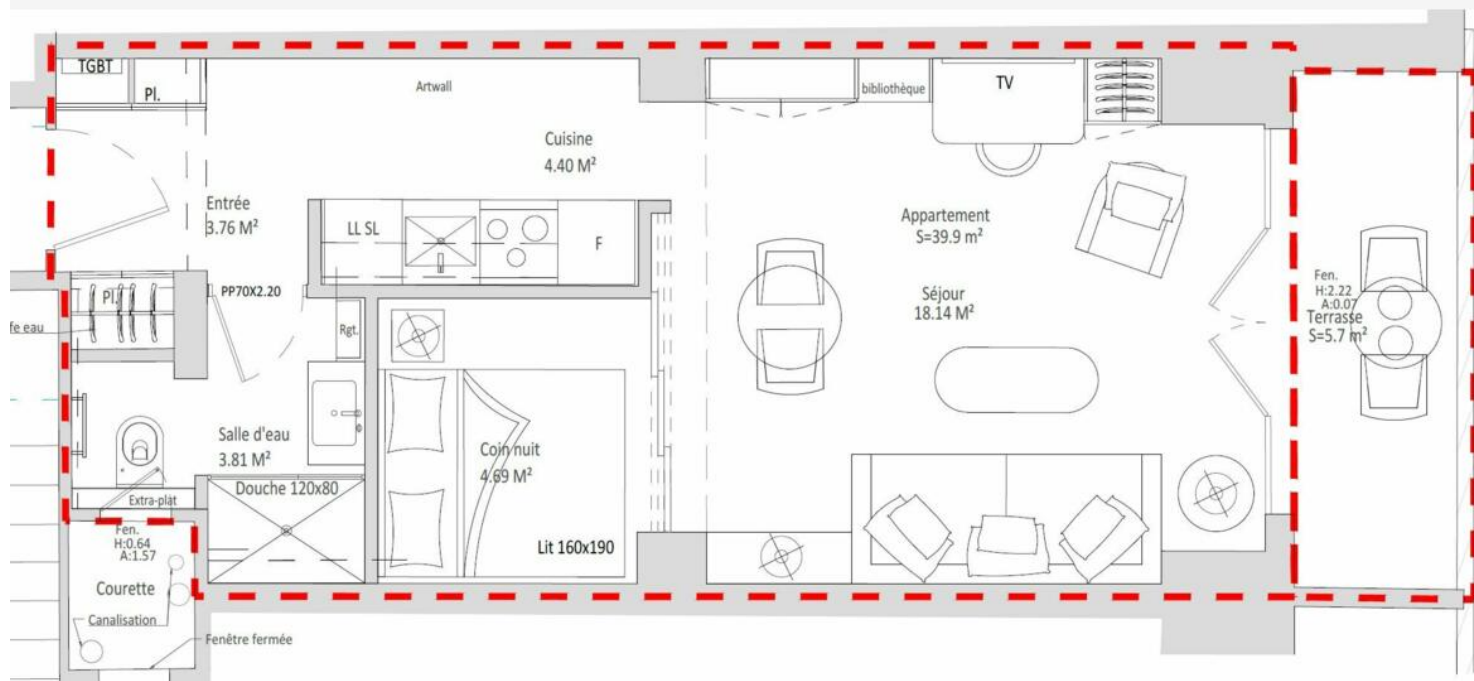 TGBT
Pl.
Artwall
bibliothèque
TV
Cuisine
4.40 M²
Entrée
3.76 M²
LL SL
F
Appartement
S=39.9 m²
Séjour
18.14 M²
Fen.
H:2.22
A:0.07
Terrasse
S=5.7 m²
Pl.
PP70X2.20
fe eau
Rgt.
Salle d'eau
3.81 M²
Coin nuit
4.69 M²
Extra-plat
Douche 120x80
Lit 160x190
Fen.
H:0.64
A:1.57
Courette
Canalisation
Fenêtre fermée